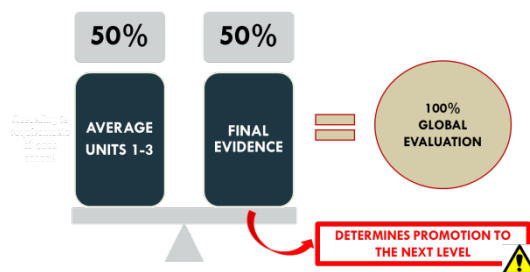 50%
50%
AVERAGE
UNITS 1-3
FINAL
EVIDENCE
100%
GLOBAL
EVALUATION
DETERMINES PROMOTION TO
THE NEXT LEVEL